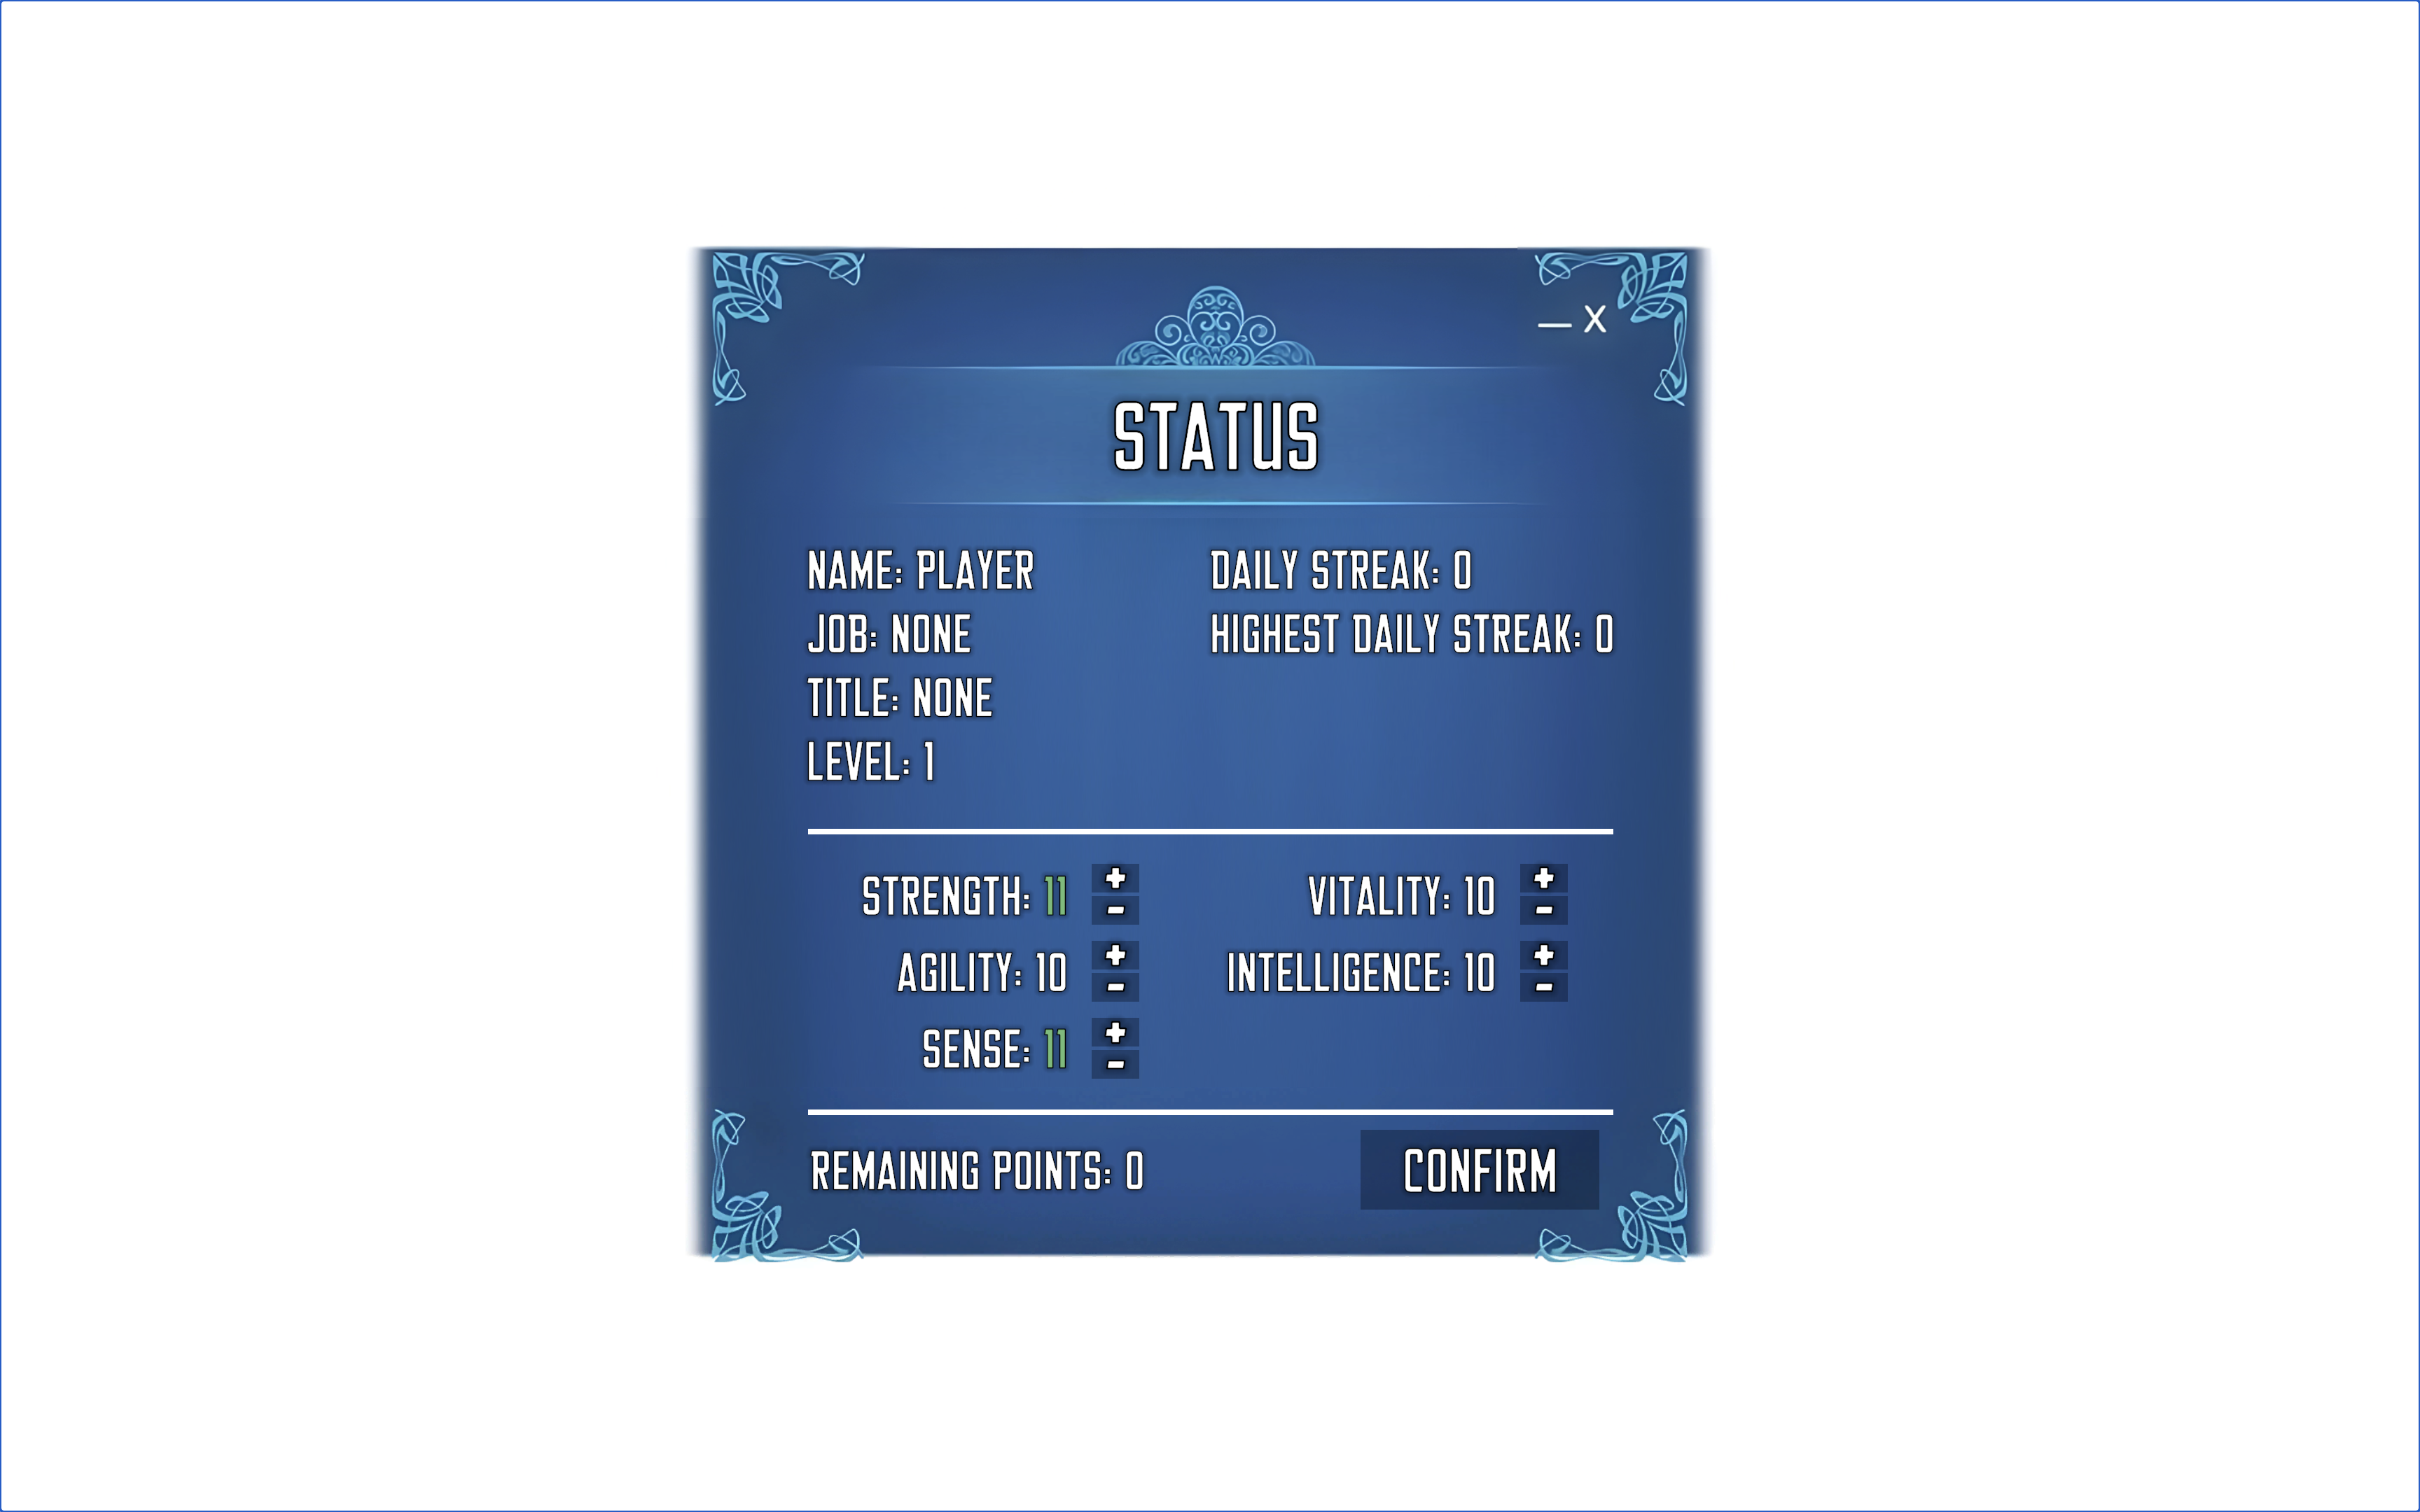 — X
STATUS
NAME: PLAYER
JOB: NONE
TITLE: NONE
LEVEL: 1
DAILY STREAK: 0
HIGHEST DAILY STREAK: 0
STRENGTH: 11 + -
VITALITY: 10 + -
AGILITY: 10 + -
INTELLIGENCE: 10 + -
SENSE: 11 + -
REMAINING POINTS: 0
CONFIRM